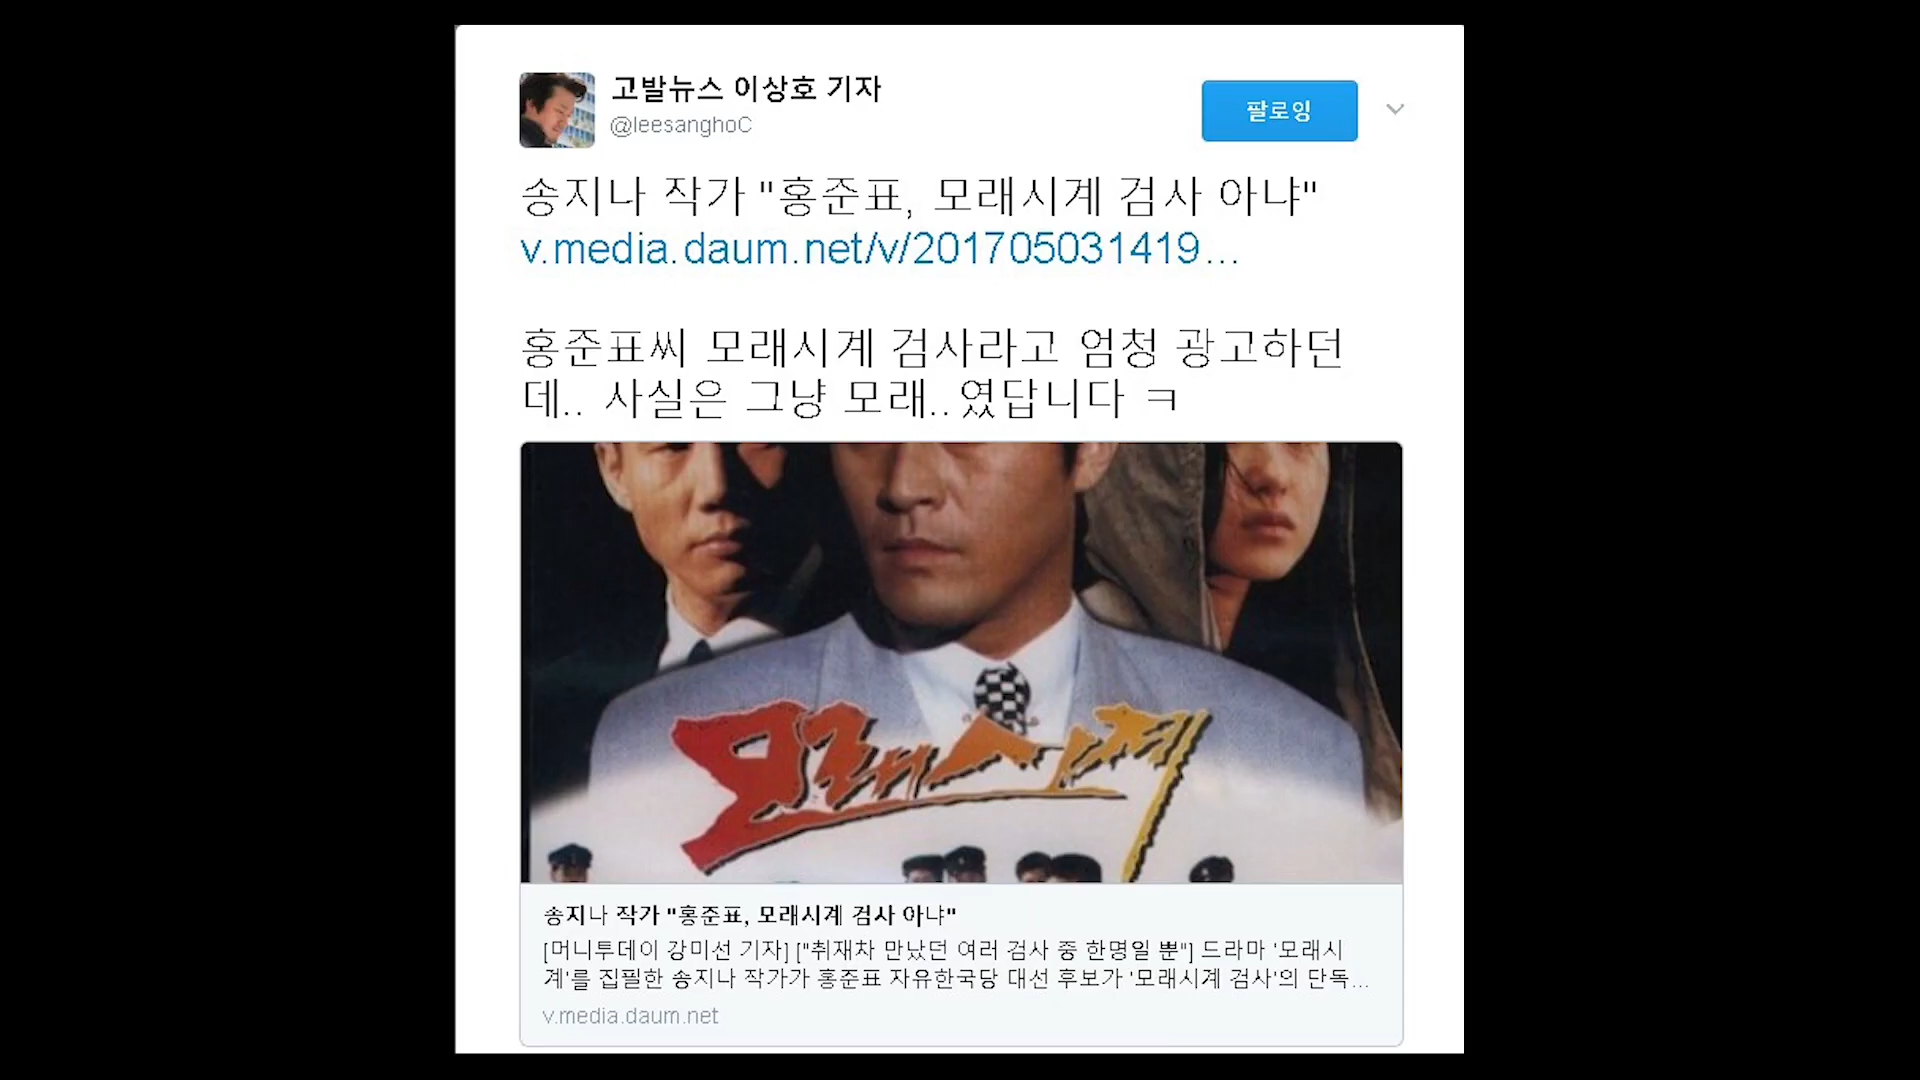 고발뉴스 이상호 기자
@leesanghoC
팔로잉
송지나 작가 "홍준표, 모래시계 검사 아냐"
v.media.daum.net/v/201705031419...
홍준표씨 모래시계 검사라고 엄청 광고하던
데.. 사실은 그냥 모래..였답니다 ㅋ
모래시계
송지나 작가 "홍준표, 모래시계 검사 아냐"
[머니투데이 강미선 기자] ["취재차 만났던 여러 검사 중 한명일 뿐"] 드라마 '모래시
계'를 집필한 송지나 작가가 홍준표 자유한국당 대선 후보가 '모래시계 검사'의 단독...
v.media.daum.net